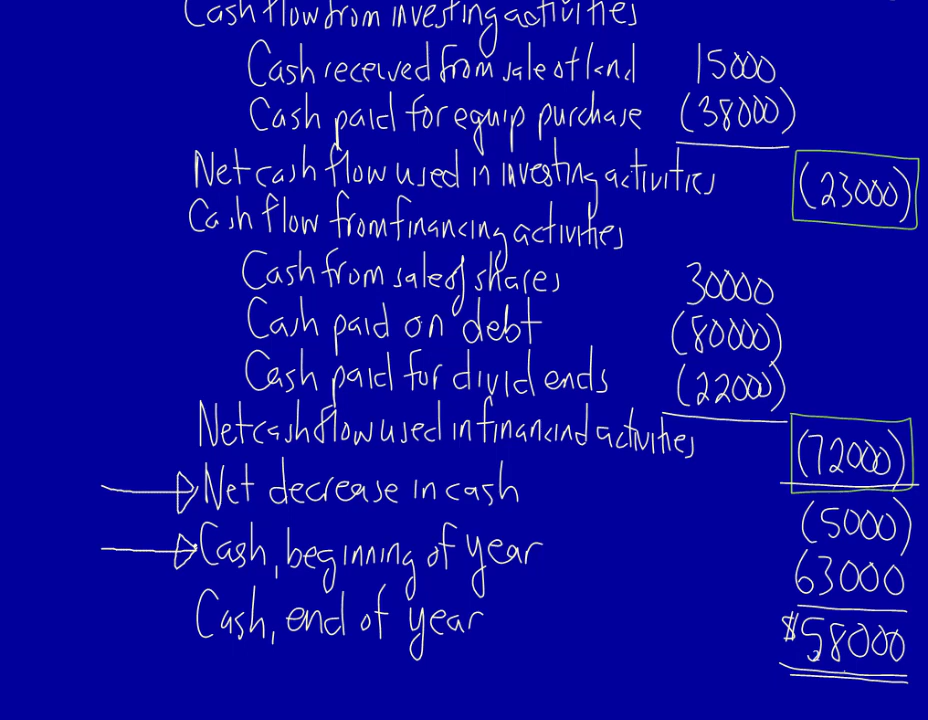 Cash flow from investing activities
Cash received from sale of land 15000
Cash paid for equip purchase (38000)
Net cash flow used in investing activities (23000)
Cash flow from financing activities
Cash from sale of shares 30000
Cash paid on debt (80000)
Cash paid for dividends (22000)
Net cash flow used in financind activities (72000)
Net decrease in cash (5000)
Cash, beginning of year 63000
Cash, end of year $58000